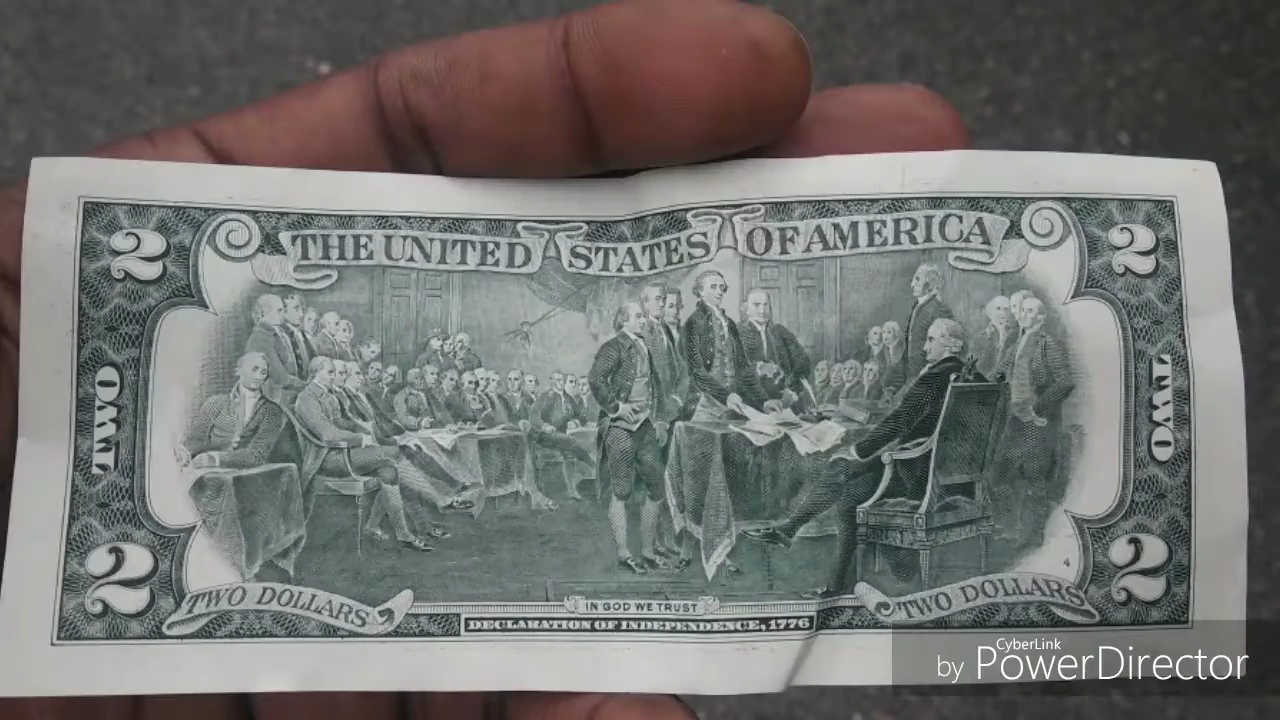 THE UNITED STATES OF AMERICA
2
2
TWO
TWO
2
2
4
TWO DOLLARS
TWO DOLLARS
IN GOD WE TRUST
DECLARATION OF INDEPENDENCE, 1776
CyberLink
by PowerDirector